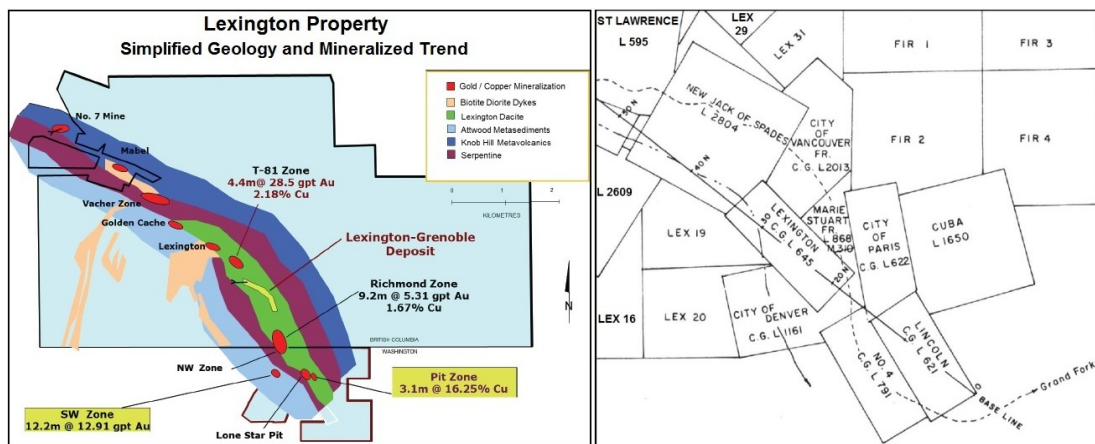 Lexington Property
Simplified Geology and Mineralized Trend
Gold / Copper Mineralization
Biotite Diorite Dykes
Lexington Dacite
Attwood Metasediments
Knob Hill Metavolcanics
Serpentine
0
1
2
KILOMETRES
No. 7 Mine
Mabel
Vacher Zone
Golden Cache
Lexington
T-81 Zone
4.4m@ 28.5 gpt Au
2.18% Cu
Lexington-Grenoble
Deposit
Richmond Zone
9.2m @ 5.31 gpt Au
1.67% Cu
N
BRITISH COLUMBIA
WASHINGTON
NW Zone
Pit Zone
3.1m @ 16.25% Cu
SW Zone
12.2m @ 12.91 gpt Au
Lone Star Pit
ST LAWRENCE
L 595
LEX
29
LEX 31
FIR 1
FIR 3
NEW JACK OF SPADES
L 2804
50 N
40 N
CITY
OF
VANCOUVER
FR.
C.G. L2013
FIR 2
FIR 4
L 2609
LEXINGTON
C.G. L 645
30
20 N
MARIE
STUART
FR.
L 868
M310
CITY
OF
PARIS
C.G. L622
CUBA
L 1650
LEX 19
LEX 16
LEX 20
CITY OF
DENVER
C.G. L 1161
NO. 4
C.G. L 791
LINCOLN
C.G. L 621
O
BASE LINE
Grand Fork